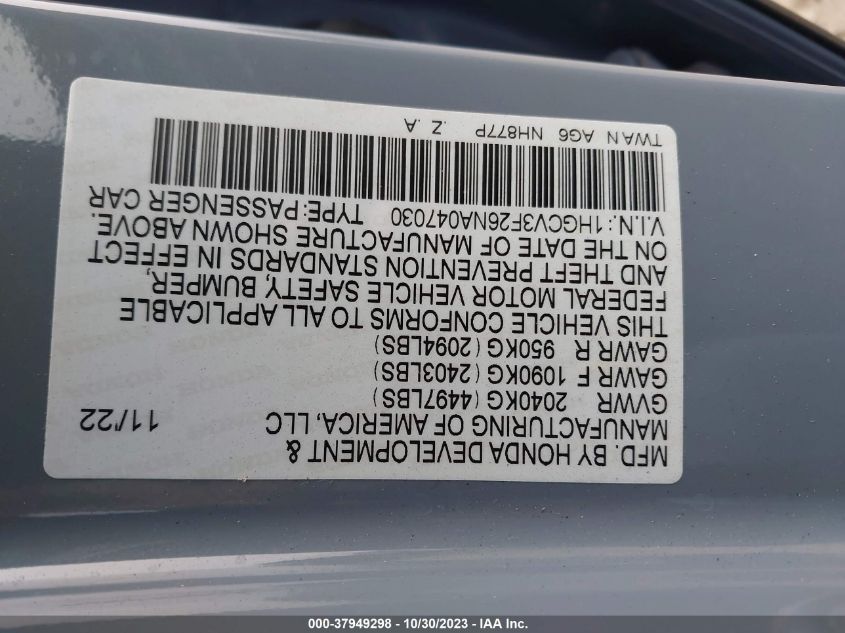 MFD. BY HONDA DEVELOPMENT &
MANUFACTURING OF AMERICA, LLC 11/22
GVWR 2040KG (4497LBS)
GAWR F 1090KG (2403LBS)
GAWR R 950KG (2094LBS)
THIS VEHICLE CONFORMS TO ALL APPLICABLE
FEDERAL MOTOR VEHICLE SAFETY, BUMPER,
AND THEFT PREVENTION STANDARDS IN EFFECT
ON THE DATE OF MANUFACTURE SHOWN ABOVE.
V.I.N.:1HGCV3F26NA047030 TYPE:PASSENGER CAR
TWAN AG6 NH877P .Z .A
000-37949298 - 10/30/2023 - IAA Inc.